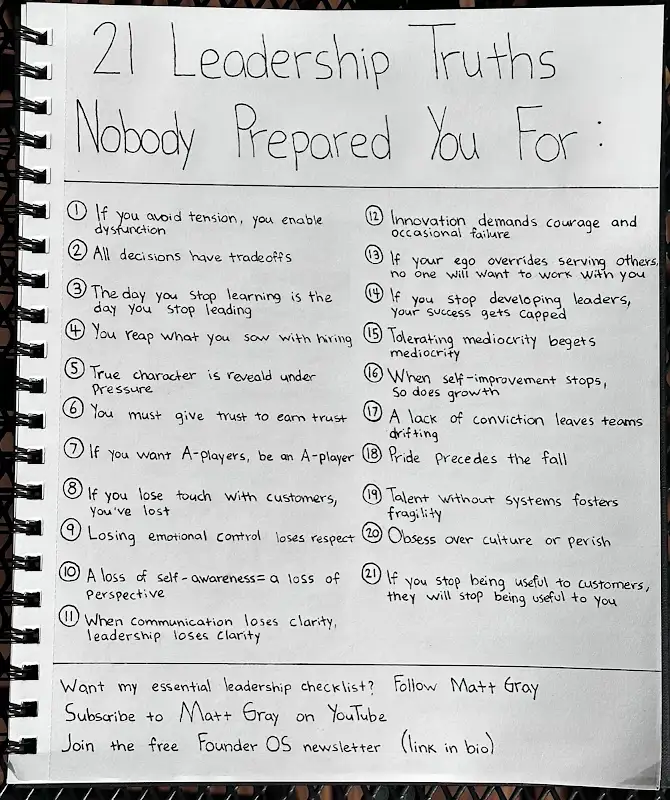 21 Leadership Truths
Nobody Prepared You For:
① If you avoid tension, you enable
dysfunction
② All decisions have tradeoffs
③ The day you stop learning is the
day you stop leading
④ You reap what you sow with hiring
⑤ True character is reveald under
Pressure
⑥ You must give trust to earn trust
⑦ If you want A-players, be an A-player
⑧ If you lose touch with customers,
you've lost
⑨ Losing emotional control loses respect
⑩ A loss of self-awareness= a loss of
perspective
⑪ When communication loses clarity,
leadership loses clarity
⑫ Innovation demands courage and
occasional failure
⑬ If your ego overrides serving others,
no one will want to work with you
⑭ If you stop developing leaders,
your success gets capped
⑮ Tolerating mediocrity begets
mediocrity
⑯ When self-improvement stops,
So does growth
⑰ A lack of conviction leaves teams
drifting
⑱ Pride precedes the fall
⑲ Talent without systems fosters
fragility
⑳ Obsess over culture or perish
㉑ If you stop being useful to customers,
they will stop being useful to you
Want my essential leadership checklist? Follow Matt Gray
Subscribe to Matt Gray on YouTube
Join the free Founder OS newsletter (link in bio)